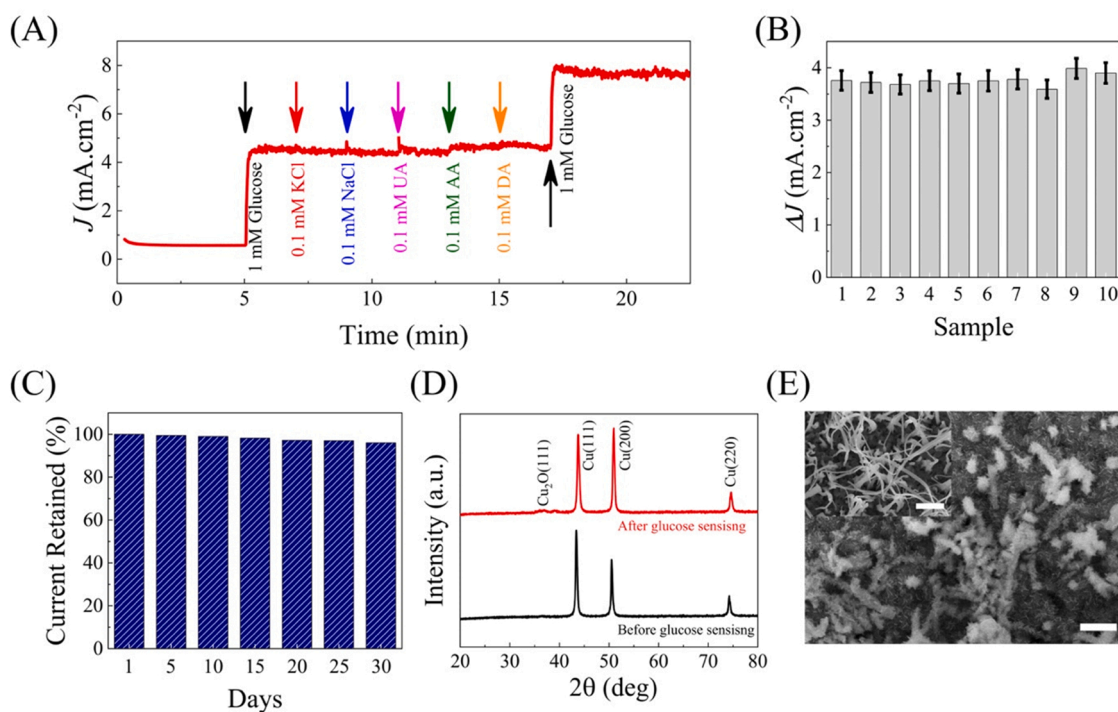 (A)
J (mA.cm⁻²)
8
4
0
1 mM Glucose
0.1 mM KCl
0.1 mM NaCl
0.1 mM UA
0.1 mM AA
0.1 mM DA
1 mM Glucose
0 5 10 15 20
Time (min)
(B)
ΔJ (mA.cm⁻²)
4
3
2
1
0
1 2 3 4 5 6 7 8 9 10
Sample
(C)
Current Retained (%)
100
80
60
40
20
0
1 5 10 15 20 25 30
Days
(D)
Intensity (a.u.)
Cu₂O(111)
Cu(111)
Cu(200)
Cu(220)
After glucose sensisng
Before glucose sensisng
20 30 40 50 60 70 80
2θ (deg)
(E)